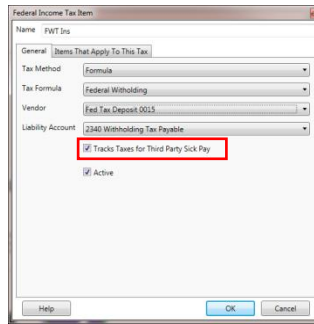 Federal Income Tax Item
Name FWT Ins
General Items That Apply To This Tax
Tax Method Formula
Tax Formula Federal Witholding
Vendor Fed Tax Deposit 0015
Liability Account 2340 Withholding Tax Payable
Tracks Taxes for Third Party Sick Pay
Active
Help OK Cancel